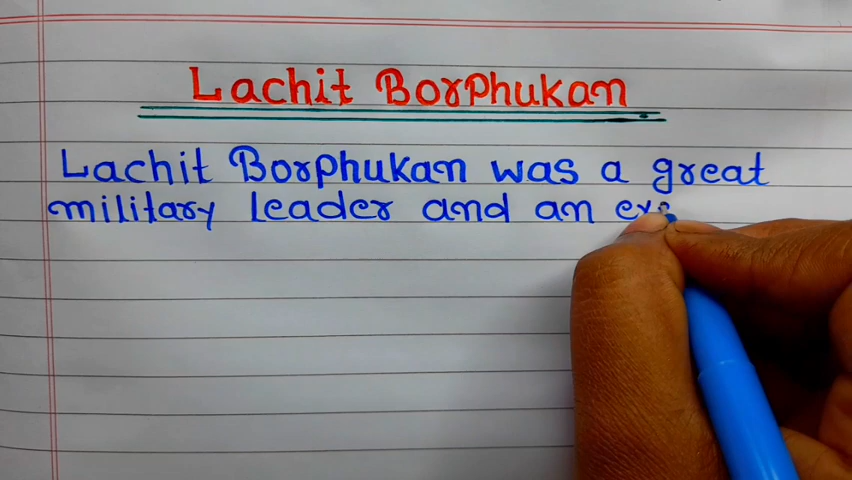 Lachit Borphukan
Lachit Borphukan was a great
military leader and an